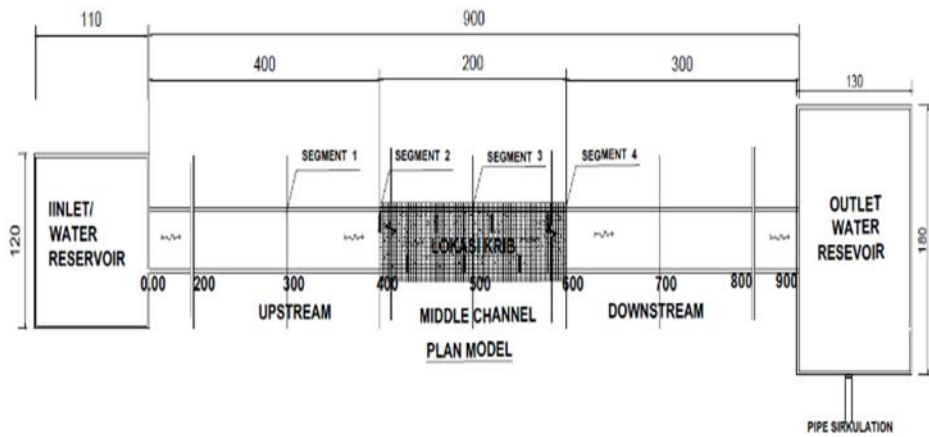 110
900
400
200
300
130
SEGMENT 1
SEGMENT 2
SEGMENT 3
SEGMENT 4
120
IINLET/
WATER
RESERVOIR
LOKASI KRIB
OUTLET
WATER
RESEVOIR
180
0.00 200 300 400 500 600 700 800 900
UPSTREAM
MIDDLE CHANNEL
DOWNSTREAM
PLAN MODEL
PIPE SIRKULATION